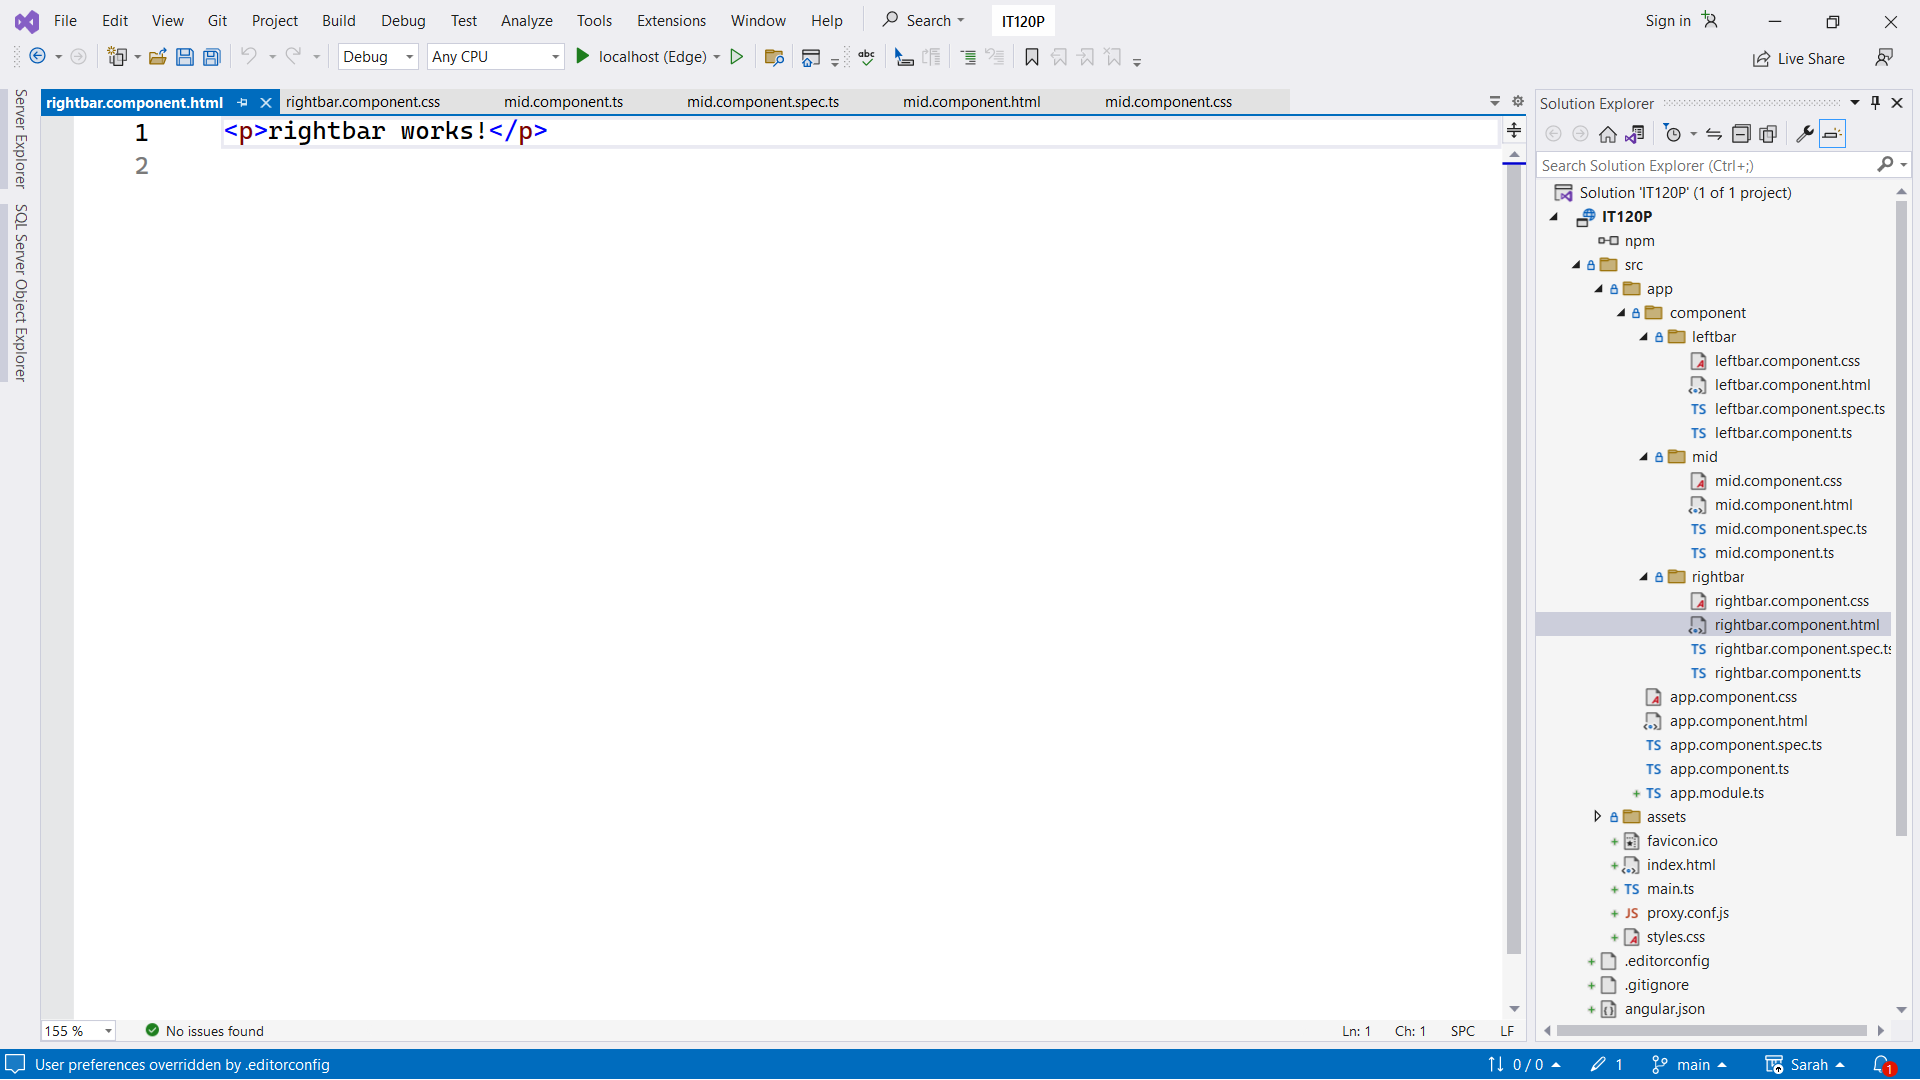 File Edit View Git Project Build Debug Test Analyze Tools Extensions Window Help Search IT120P Sign in
Debug Any CPU localhost (Edge) abc Live Share
Server Explorer
SQL Server Object Explorer
rightbar.component.html rightbar.component.css mid.component.ts mid.component.spec.ts mid.component.html mid.component.css
1 <p>rightbar works!</p>
2
155 % No issues found Ln: 1 Ch: 1 SPC LF
Solution Explorer
Search Solution Explorer (Ctrl+;)
Solution 'IT120P' (1 of 1 project)
IT120P
npm
src
app
component
leftbar
leftbar.component.css
leftbar.component.html
TS leftbar.component.spec.ts
TS leftbar.component.ts
mid
mid.component.css
mid.component.html
TS mid.component.spec.ts
TS mid.component.ts
rightbar
rightbar.component.css
rightbar.component.html
TS rightbar.component.spec.ts
TS rightbar.component.ts
app.component.css
app.component.html
TS app.component.spec.ts
TS app.component.ts
+ TS app.module.ts
assets
+ favicon.ico
+ index.html
+ TS main.ts
+ JS proxy.conf.js
+ styles.css
+ .editorconfig
+ .gitignore
+ angular.json
User preferences overridden by .editorconfig 0 / 0 1 main Sarah 1